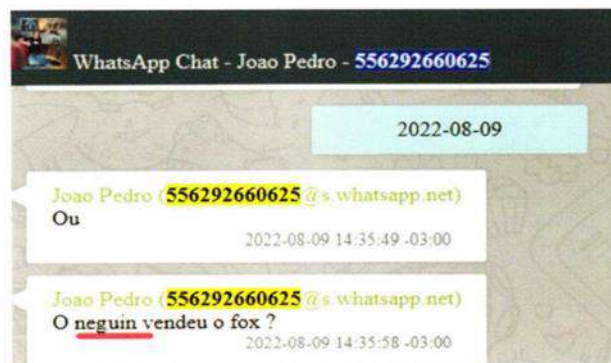 WhatsApp Chat - Joao Pedro - 556292660625
2022-08-09
Joao Pedro (556292660625@s.whatsapp.net)
Ou
2022-08-09 14:35:49 -03:00
Joao Pedro (556292660625@s.whatsapp.net)
O neguin vendeu o fox ?
2022-08-09 14:35:58 -03:00